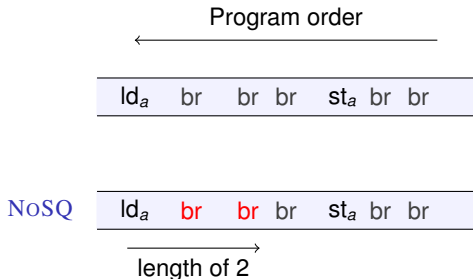 Program order
ld_a br br br st_a br br
NoSQ ld_a br br br st_a br br
length of 2